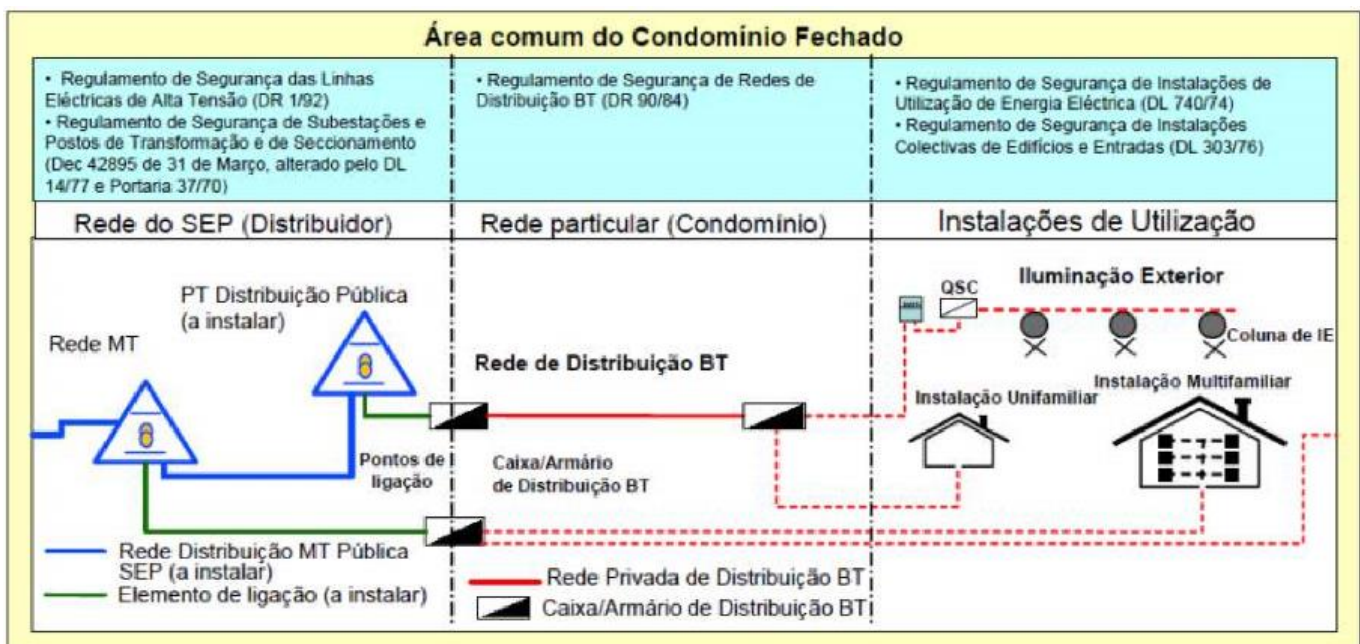 Área comum do Condomínio Fechado
• Regulamento de Segurança das Linhas
Eléctricas de Alta Tensão (DR 1/92)
• Regulamento de Segurança de Subestações e
Postos de Transformação e de Seccionamento
(Dec 42895 de 31 de Março, alterado pelo DL
14/77 e Portaria 37/70)
• Regulamento de Segurança de Redes de
Distribuição BT (DR 90/84)
• Regulamento de Segurança de Instalações de
Utilização de Energia Eléctrica (DL 740/74)
• Regulamento de Segurança de Instalações
Colectivas de Edifícios e Entradas (DL 303/76)
Rede do SEP (Distribuidor)
Rede particular (Condomínio)
Instalações de Utilização
PT Distribuição Pública
(a instalar)
Rede MT
Pontos de
ligação
Rede de Distribuição BT
Caixa/Armário
de Distribuição BT
QSC
Iluminação Exterior
Coluna de IE
Instalação Unifamiliar
Instalação Multifamiliar
Rede Distribuição MT Pública
SEP (a instalar)
Elemento de ligação (a instalar)
Rede Privada de Distribuição BT
Caixa/Armário de Distribuição BT